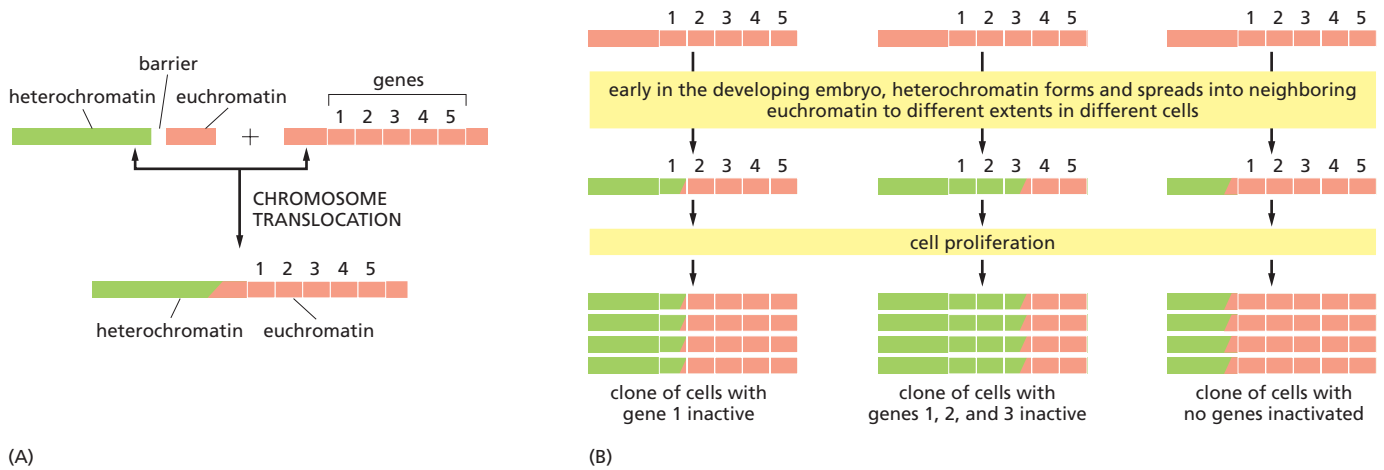 barrier
genes
heterochromatin
euchromatin
1 2 3 4 5
+
CHROMOSOME
TRANSLOCATION
1 2 3 4 5
heterochromatin
euchromatin
(A)
1 2 3 4 5
1 2 3 4 5
1 2 3 4 5
early in the developing embryo, heterochromatin forms and spreads into neighboring
euchromatin to different extents in different cells
1 2 3 4 5
1 2 3 4 5
1 2 3 4 5
cell proliferation
clone of cells with
gene 1 inactive
clone of cells with
genes 1, 2, and 3 inactive
clone of cells with
no genes inactivated
(B)